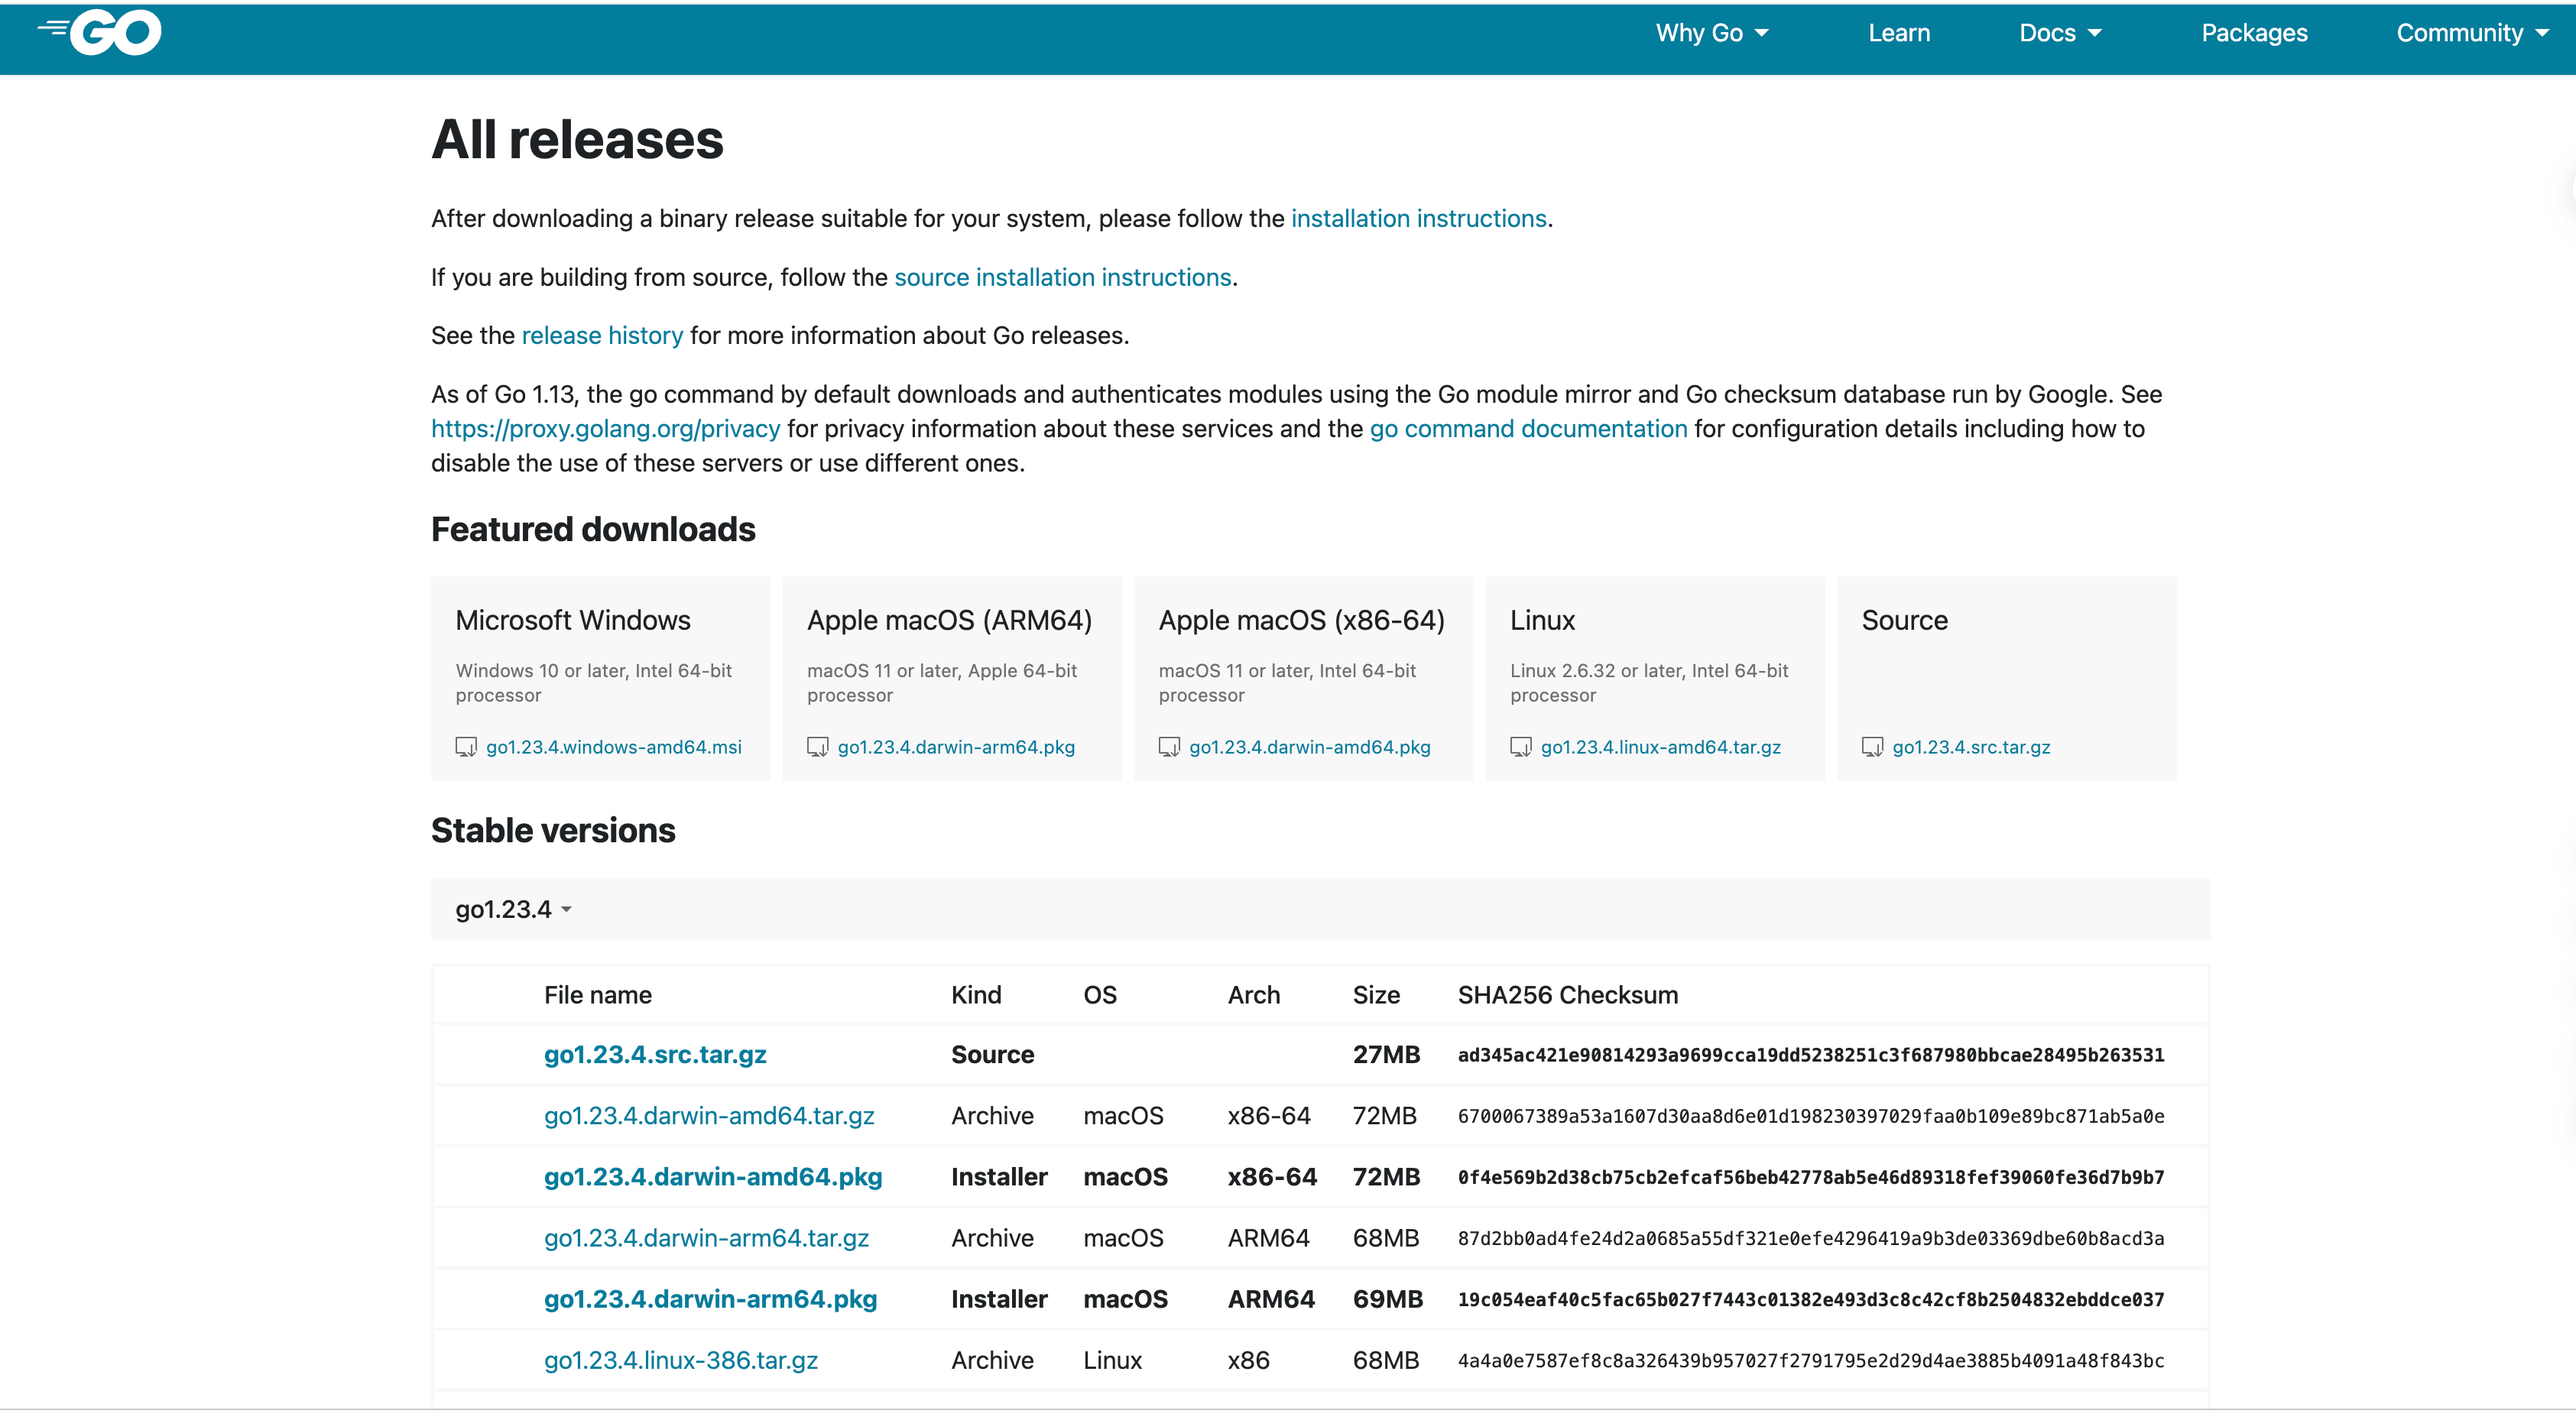 GO
Why Go
Learn
Docs
Packages
Community
All releases
After downloading a binary release suitable for your system, please follow the installation instructions.
If you are building from source, follow the source installation instructions.
See the release history for more information about Go releases.
As of Go 1.13, the go command by default downloads and authenticates modules using the Go module mirror and Go checksum database run by Google. See
https://proxy.golang.org/privacy for privacy information about these services and the go command documentation for configuration details including how to
disable the use of these servers or use different ones.
Featured downloads
Microsoft Windows
Windows 10 or later, Intel 64-bit
processor
go1.23.4.windows-amd64.msi
Apple macOS (ARM64)
macOS 11 or later, Apple 64-bit
processor
go1.23.4.darwin-arm64.pkg
Apple macOS (x86-64)
macOS 11 or later, Intel 64-bit
processor
go1.23.4.darwin-amd64.pkg
Linux
Linux 2.6.32 or later, Intel 64-bit
processor
go1.23.4.linux-amd64.tar.gz
Source
go1.23.4.src.tar.gz
Stable versions
go1.23.4
File name Kind OS Arch Size SHA256 Checksum
go1.23.4.src.tar.gz Source 27MB ad345ac421e90814293a9699cca19dd5238251c3f687980bbcae28495b263531
go1.23.4.darwin-amd64.tar.gz Archive macOS x86-64 72MB 6700067389a53a1607d30aa8d6e01d198230397029faa0b109e89bc871ab5a0e
go1.23.4.darwin-amd64.pkg Installer macOS x86-64 72MB 0f4e569b2d38cb75cb2efcaf56beb42778ab5e46d89318fef39060fe36d7b9b7
go1.23.4.darwin-arm64.tar.gz Archive macOS ARM64 68MB 87d2bb0ad4fe24d2a0685a55df321e0efe4296419a9b3de03369dbe60b8acd3a
go1.23.4.darwin-arm64.pkg Installer macOS ARM64 69MB 19c054eaf40c5fac65b027f7443c01382e493d3c8c42cf8b2504832ebddce037
go1.23.4.linux-386.tar.gz Archive Linux x86 68MB 4a4a0e7587ef8c8a326439b957027f2791795e2d29d4ae3885b4091a48f843bc